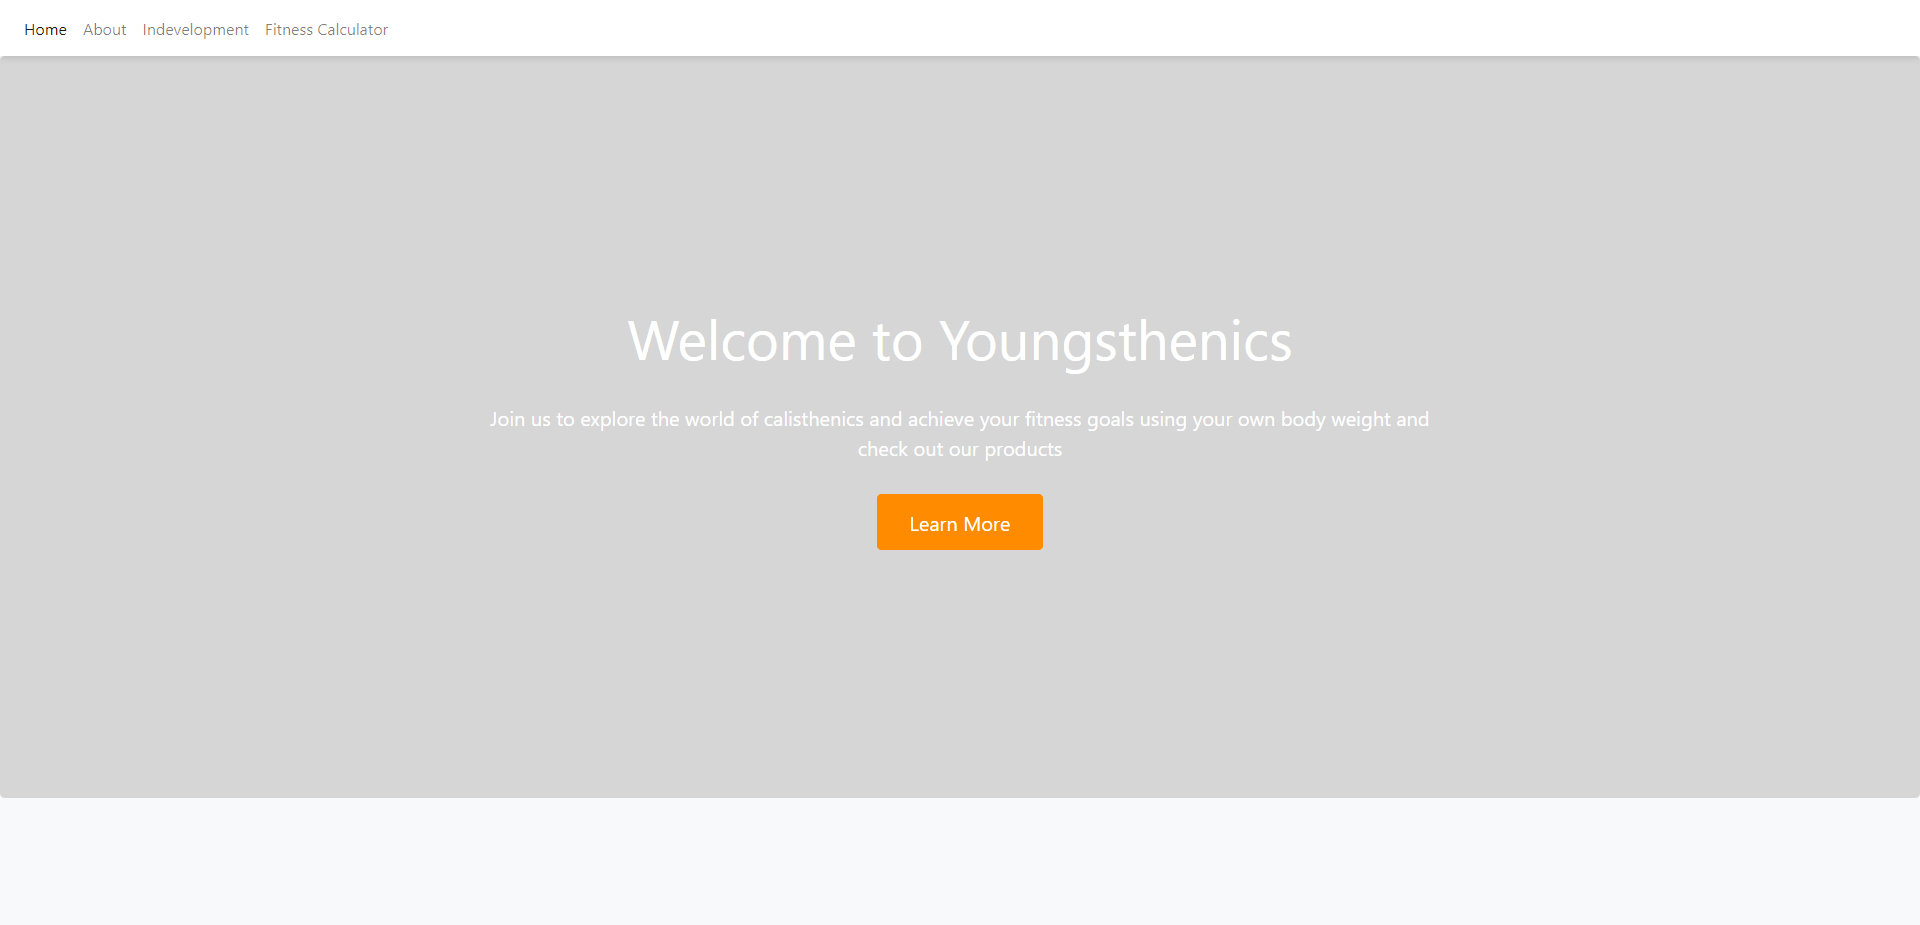 Home About Indevelopment Fitness Calculator
Welcome to Youngsthenics
Join us to explore the world of calisthenics and achieve your fitness goals using your own body weight and
check out our products
Learn More